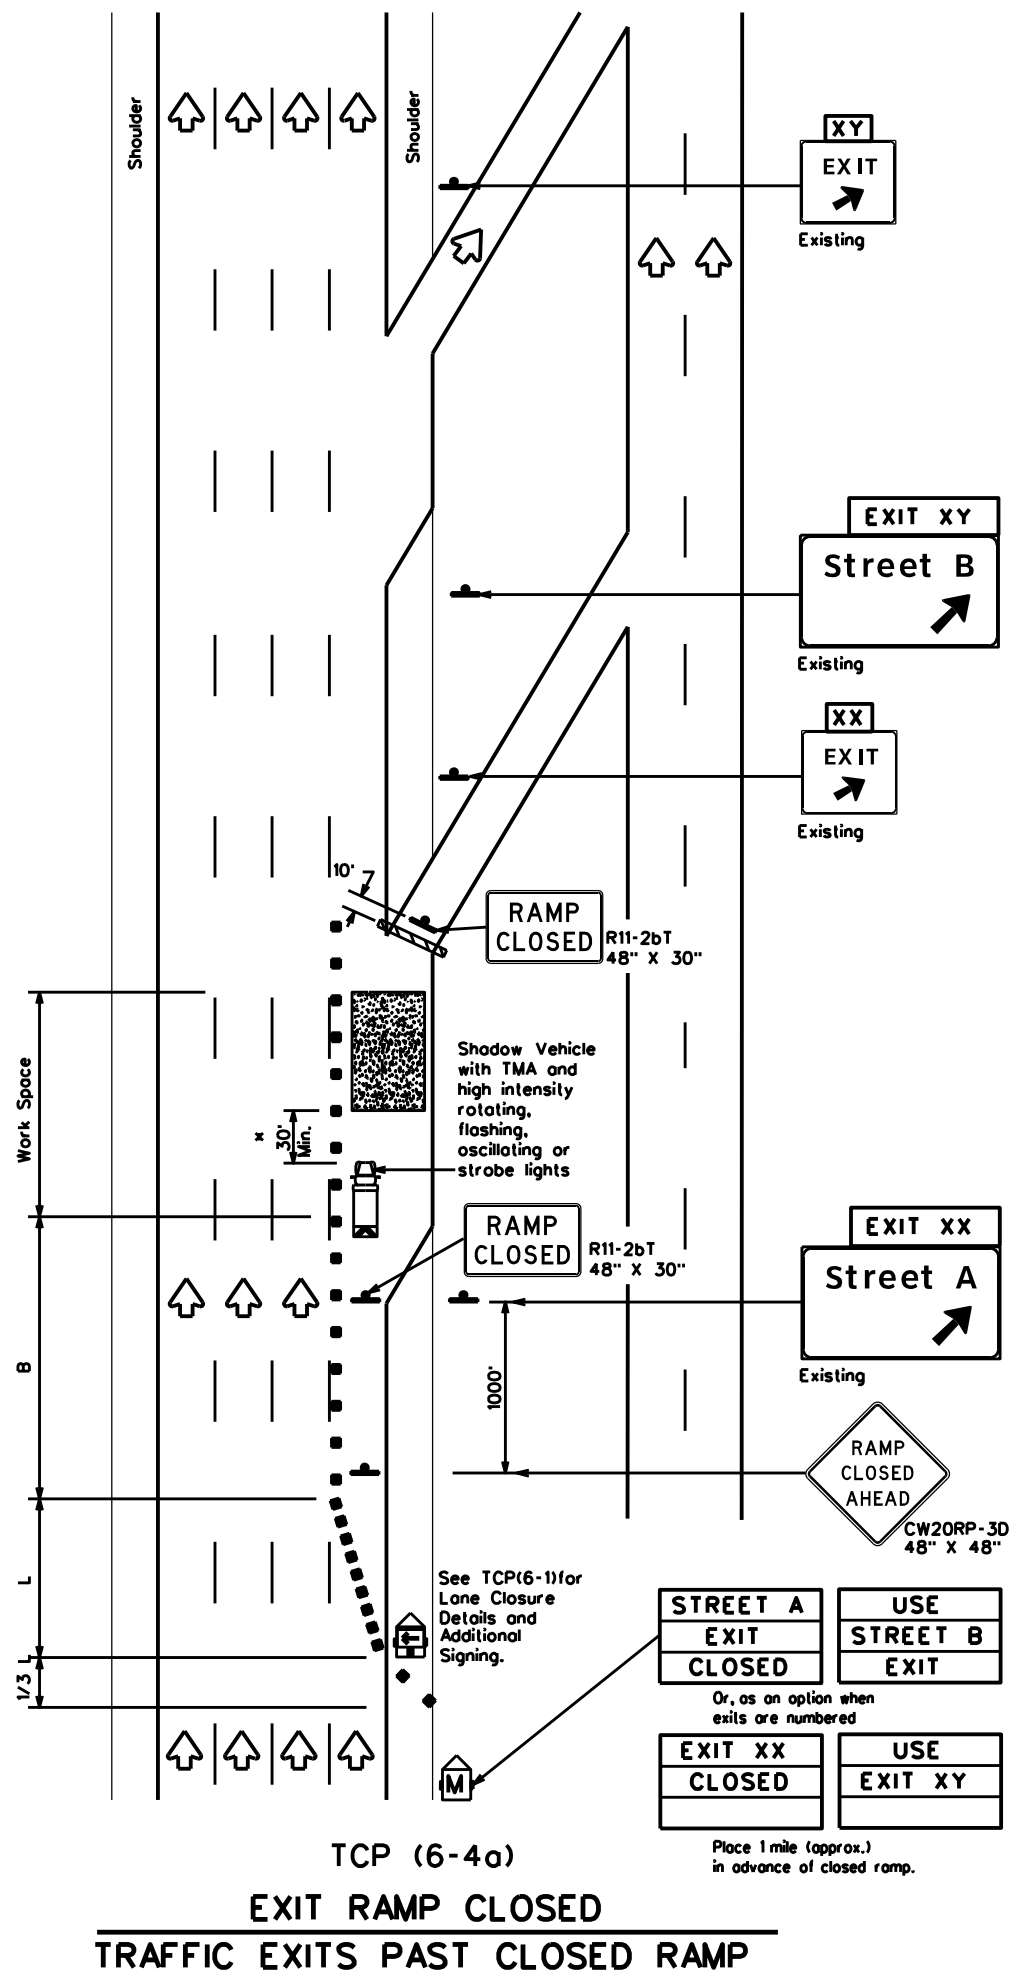 Shoulder
Shoulder
XY
EXIT
Existing
EXIT XY
Street B
Existing
XX
EXIT
Existing
10'
RAMP
CLOSED
R11-2bT
48" X 30"
Work Space
x
30'
Min.
Shadow Vehicle
with TMA and
high intensity
rotating,
flashing,
oscillating or
strobe lights
RAMP
CLOSED
R11-2bT
48" X 30"
EXIT XX
Street A
Existing
B
1000'
RAMP
CLOSED
AHEAD
CW20RP-3D
48" X 48"
L
See TCP(6-1)for
Lane Closure
Details and
Additional
Signing.
1/3 L
STREET A
EXIT
CLOSED
USE
STREET B
EXIT
Or, as an option when
exits are numbered
M
EXIT XX
CLOSED
USE
EXIT XY
Place 1 mile (approx.)
in advance of closed ramp.
TCP (6-4a)
EXIT RAMP CLOSED
TRAFFIC EXITS PAST CLOSED RAMP